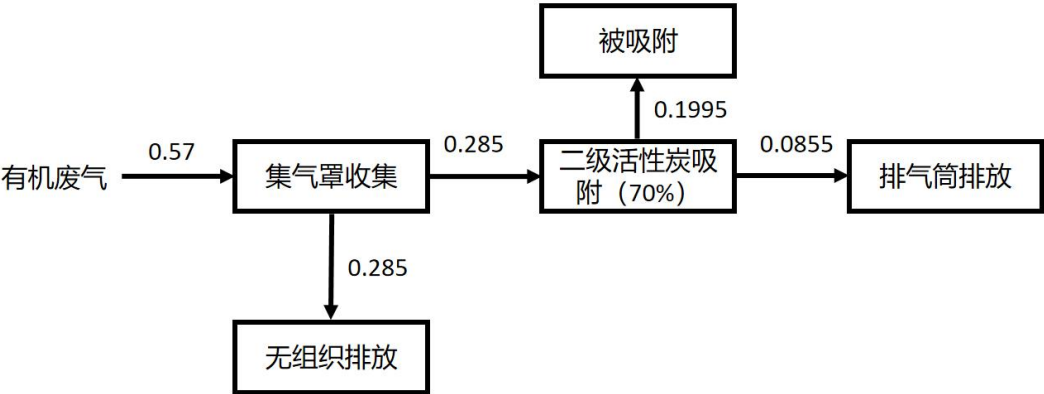 被吸附
0.1995
有机废气
0.57
集气罩收集
0.285
二级活性炭吸
附（70%）
0.0855
排气筒排放
0.285
无组织排放